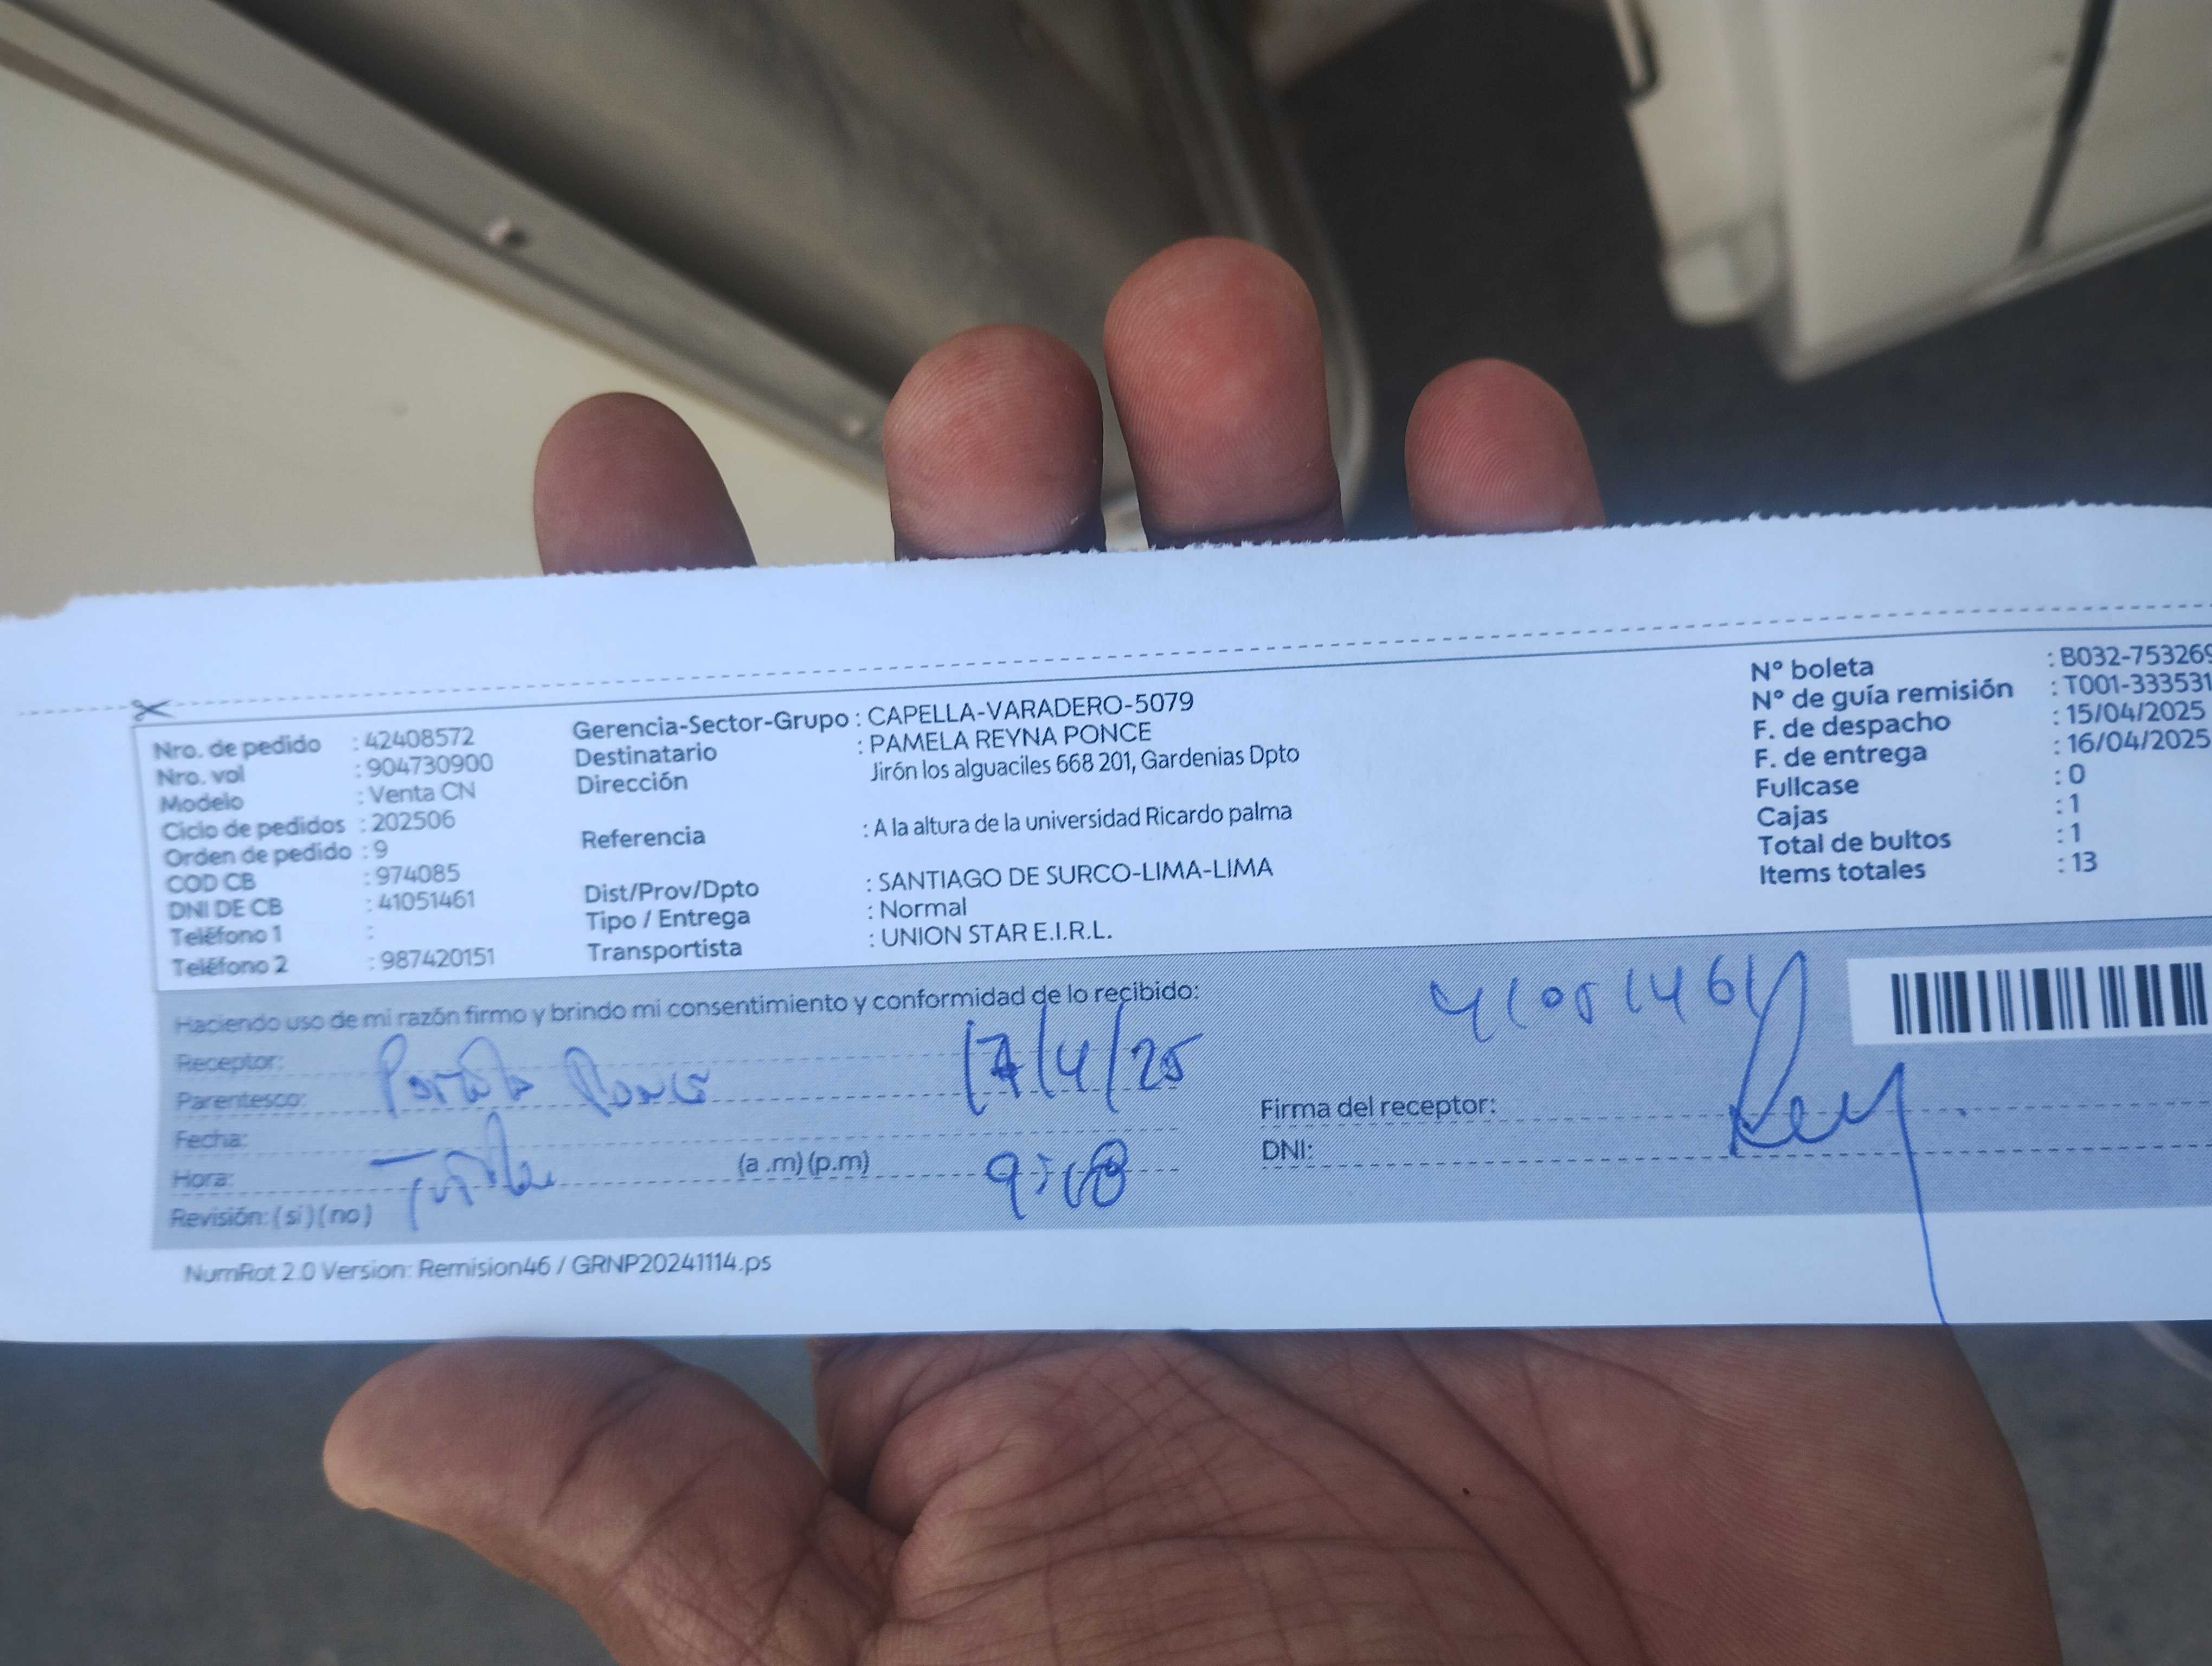 Nro. de pedido : 42408572
Nro. vol : 904730900
Modelo : Venta CN
Ciclo de pedidos : 202506
Orden de pedido : 9
COD CB : 974085
DNI DE CB : 41051461
Teléfono 1 :
Teléfono 2 : 987420151
Gerencia-Sector-Grupo : CAPELLA-VARADERO-5079
Destinatario : PAMELA REYNA PONCE
Dirección Jirón los alguaciles 668 201, Gardenias Dpto
Referencia : A la altura de la universidad Ricardo palma
Dist/Prov/Dpto : SANTIAGO DE SURCO-LIMA-LIMA
Tipo / Entrega : Normal
Transportista : UNION STAR E.I.R.L.
N° boleta : B032-753269
N° de guía remisión : T001-333531
F. de despacho : 15/04/2025
F. de entrega : 16/04/2025
Fullcase : 0
Cajas : 1
Total de bultos : 1
Items totales : 13
Haciendo uso de mi razón firmo y brindo mi consentimiento y conformidad de lo recibido:
41051461
Receptor:
Parentesco: 17/4/25
Fecha:
Hora: (a .m) (p.m) 9:18
Revisión: ( si ) ( no )
Firma del receptor:
DNI:
NumRot 2.0 Version: Remision46 / GRNP20241114.ps